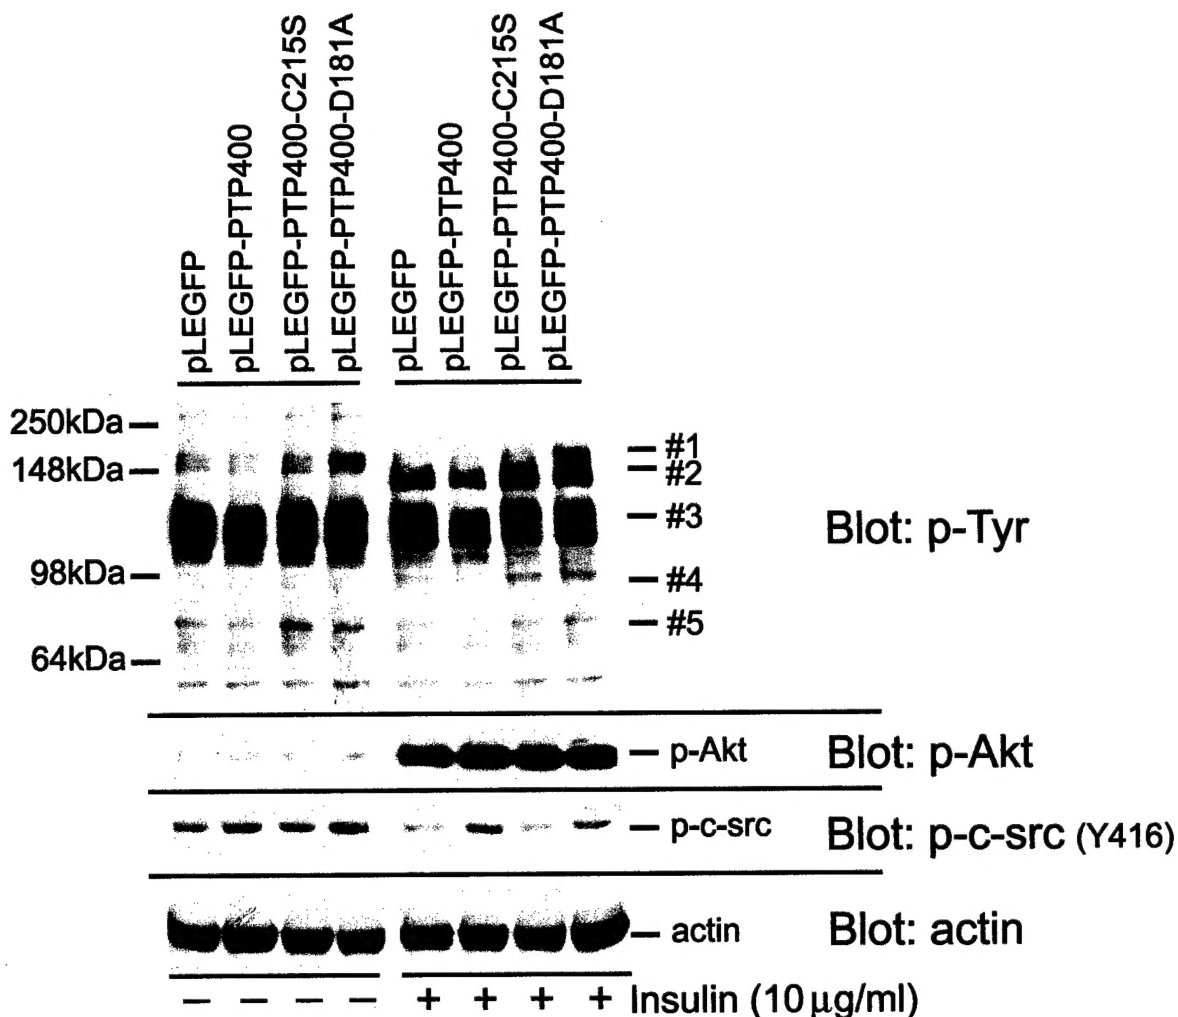 pLEGFP
pLEGFP-PTP400
pLEGFP-PTP400-C215S
pLEGFP-PTP400-D181A
pLEGFP
pLEGFP-PTP400
pLEGFP-PTP400-C215S
pLEGFP-PTP400-D181A
250kDa
148kDa
98kDa
64kDa
#1
#2
#3
#4
#5
Blot: p-Tyr
p-Akt
Blot: p-Akt
p-c-src
Blot: p-c-src (Y416)
actin
Blot: actin
− − − − + + + + Insulin (10 μg/ml)